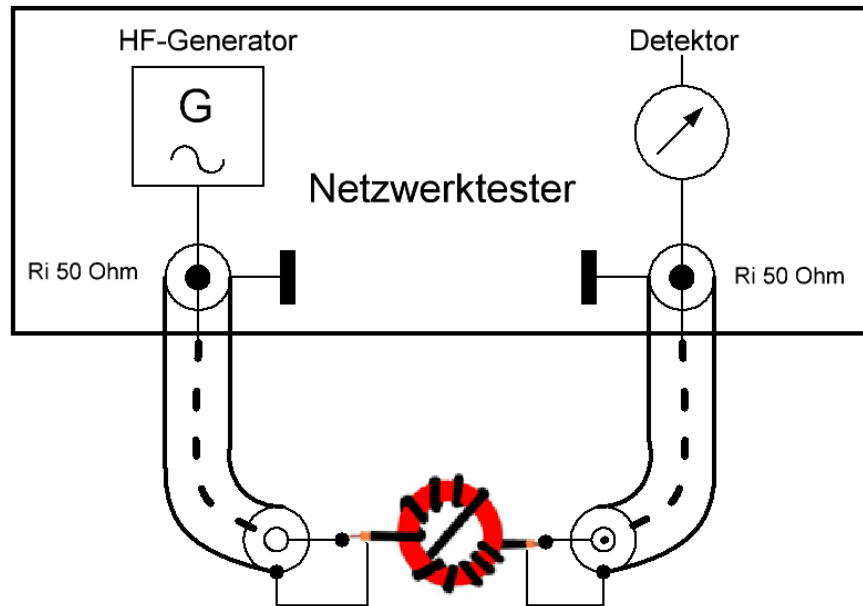 HF-Generator
Detektor
G
Netzwerktester
Ri 50 Ohm
Ri 50 Ohm